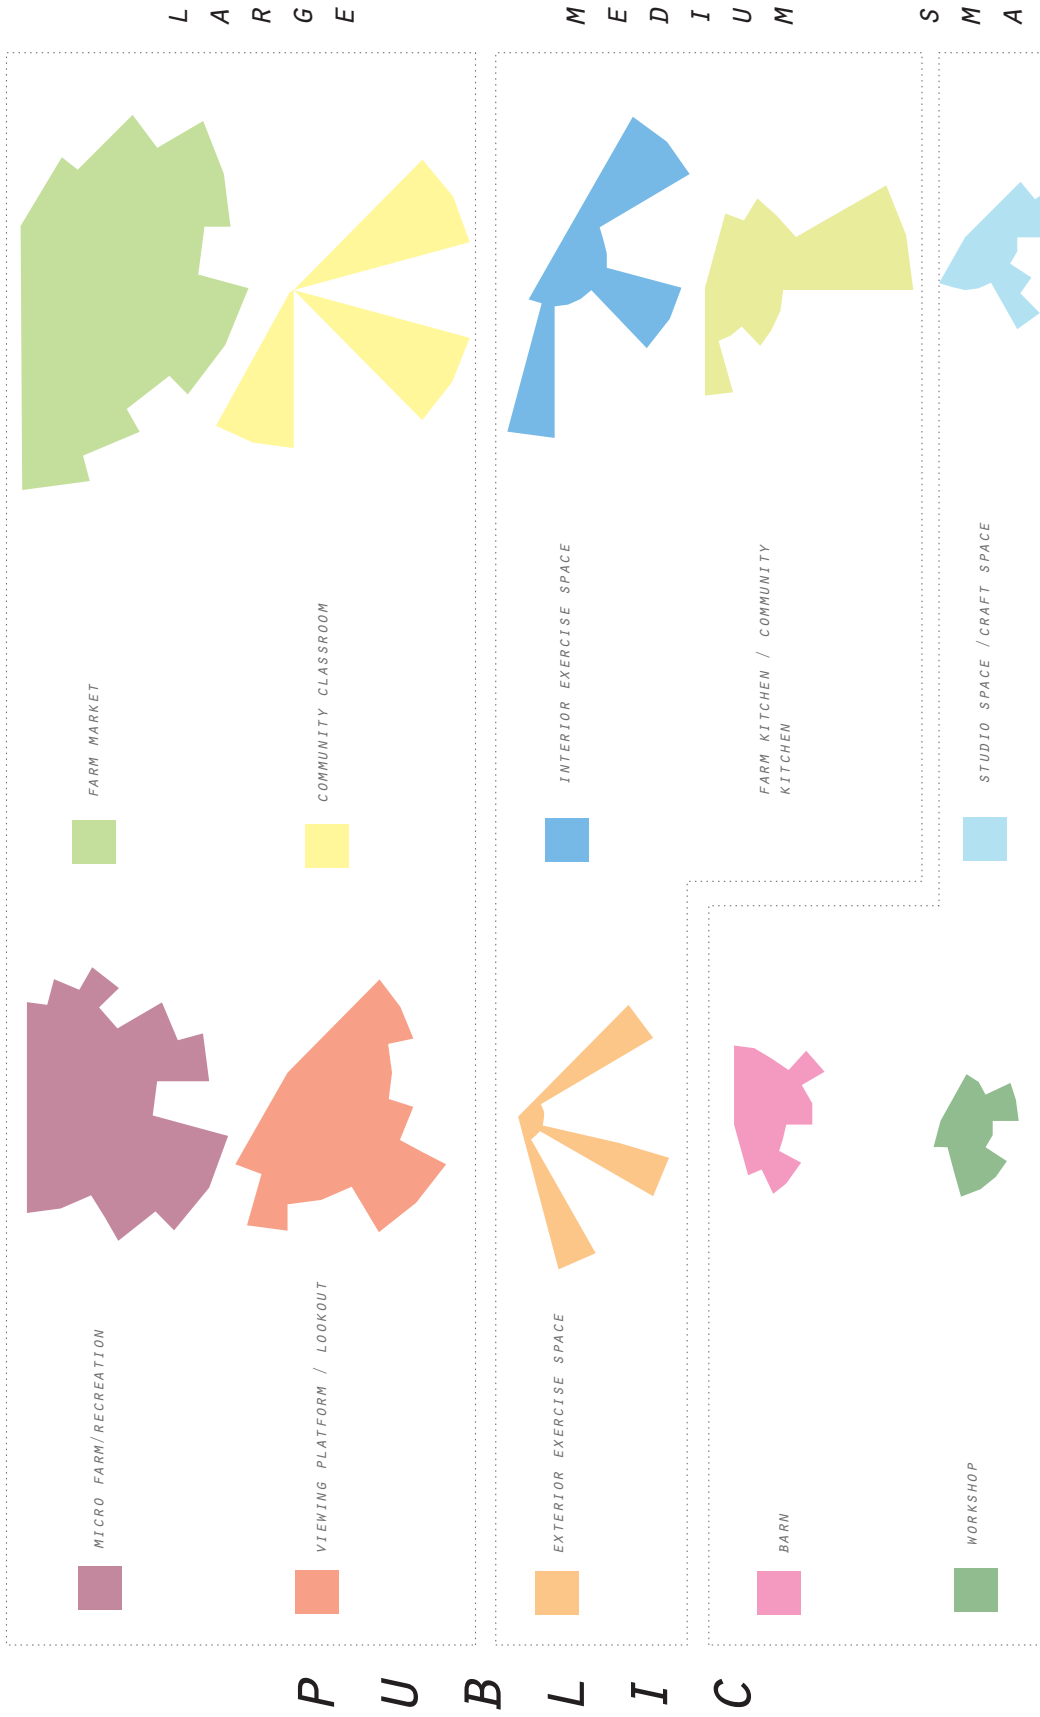 LARGE
MEDIUM
SMA
FARM MARKET
COMMUNITY CLASSROOM
INTERIOR EXERCISE SPACE
FARM KITCHEN / COMMUNITY
KITCHEN
STUDIO SPACE /CRAFT SPACE
MICRO FARM/RECREATION
VIEWING PLATFORM / LOOKOUT
EXTERIOR EXERCISE SPACE
BARN
WORKSHOP
PUBLIC